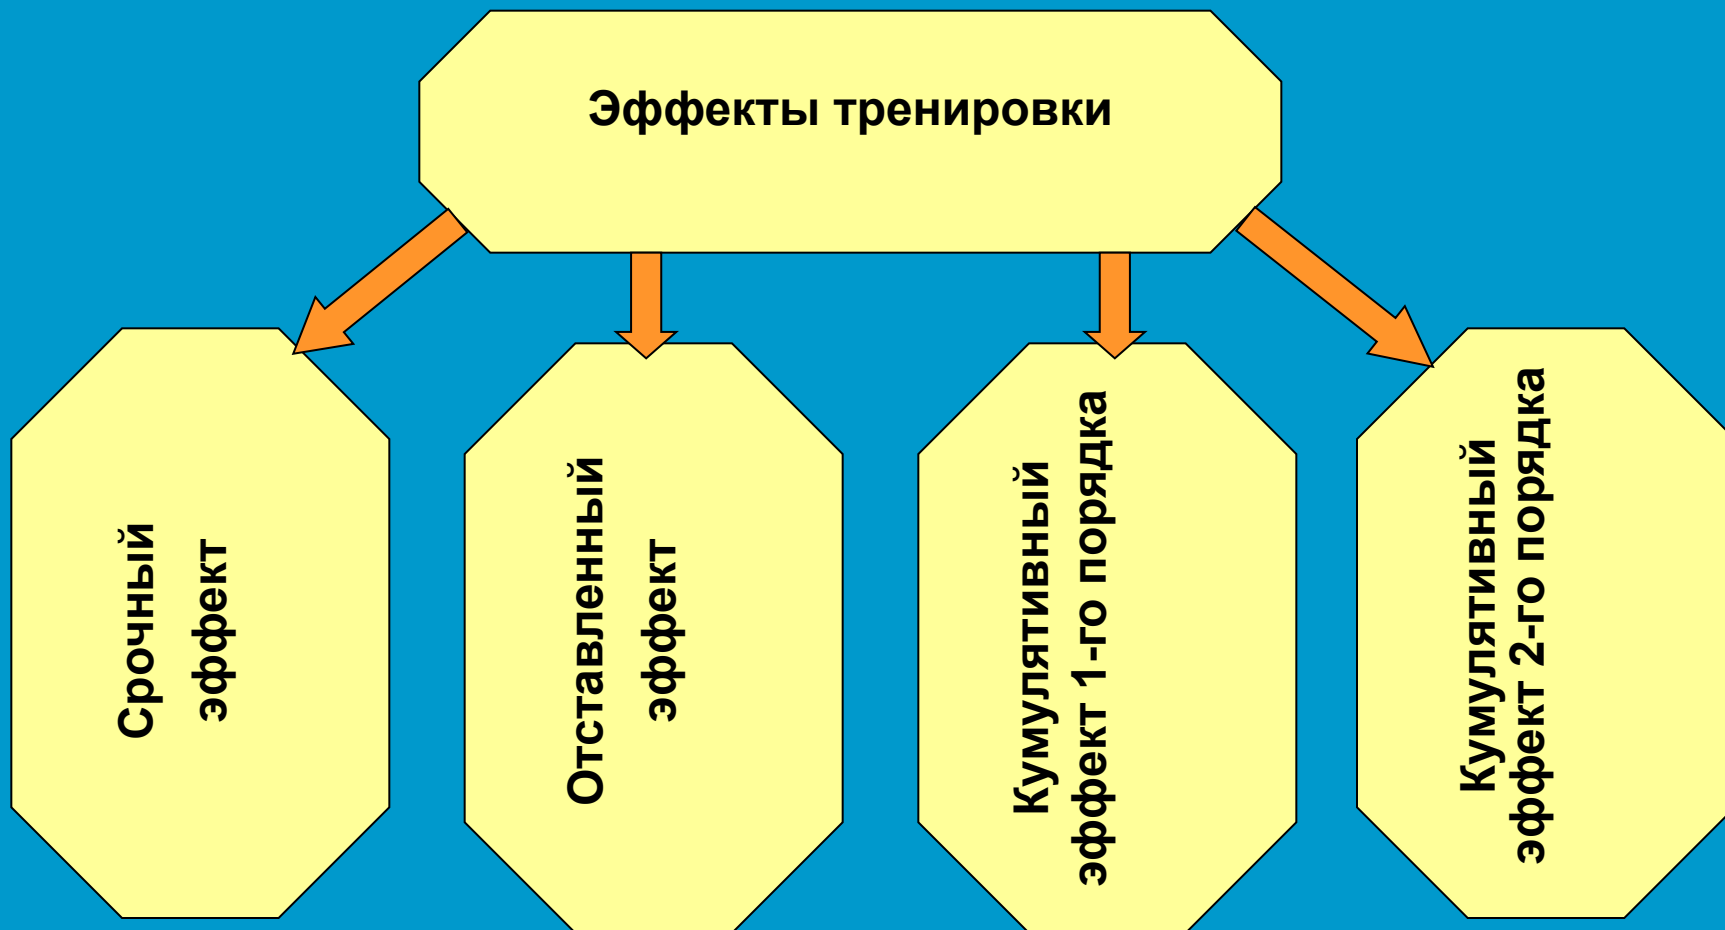 Эффекты тренировки
Срочный
эффект
Отставленный
эффект
Кумулятивный
эффект 1-го порядка
Кумулятивный
эффект 2-го порядка